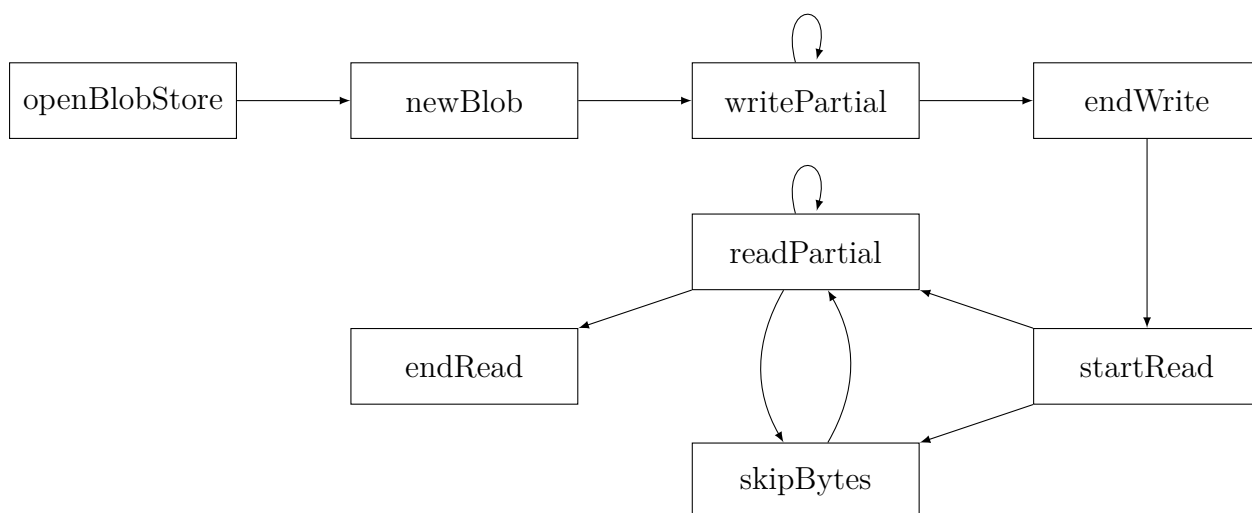 openBlobStore
newBlob
writePartial
endWrite
readPartial
endRead
startRead
skipBytes